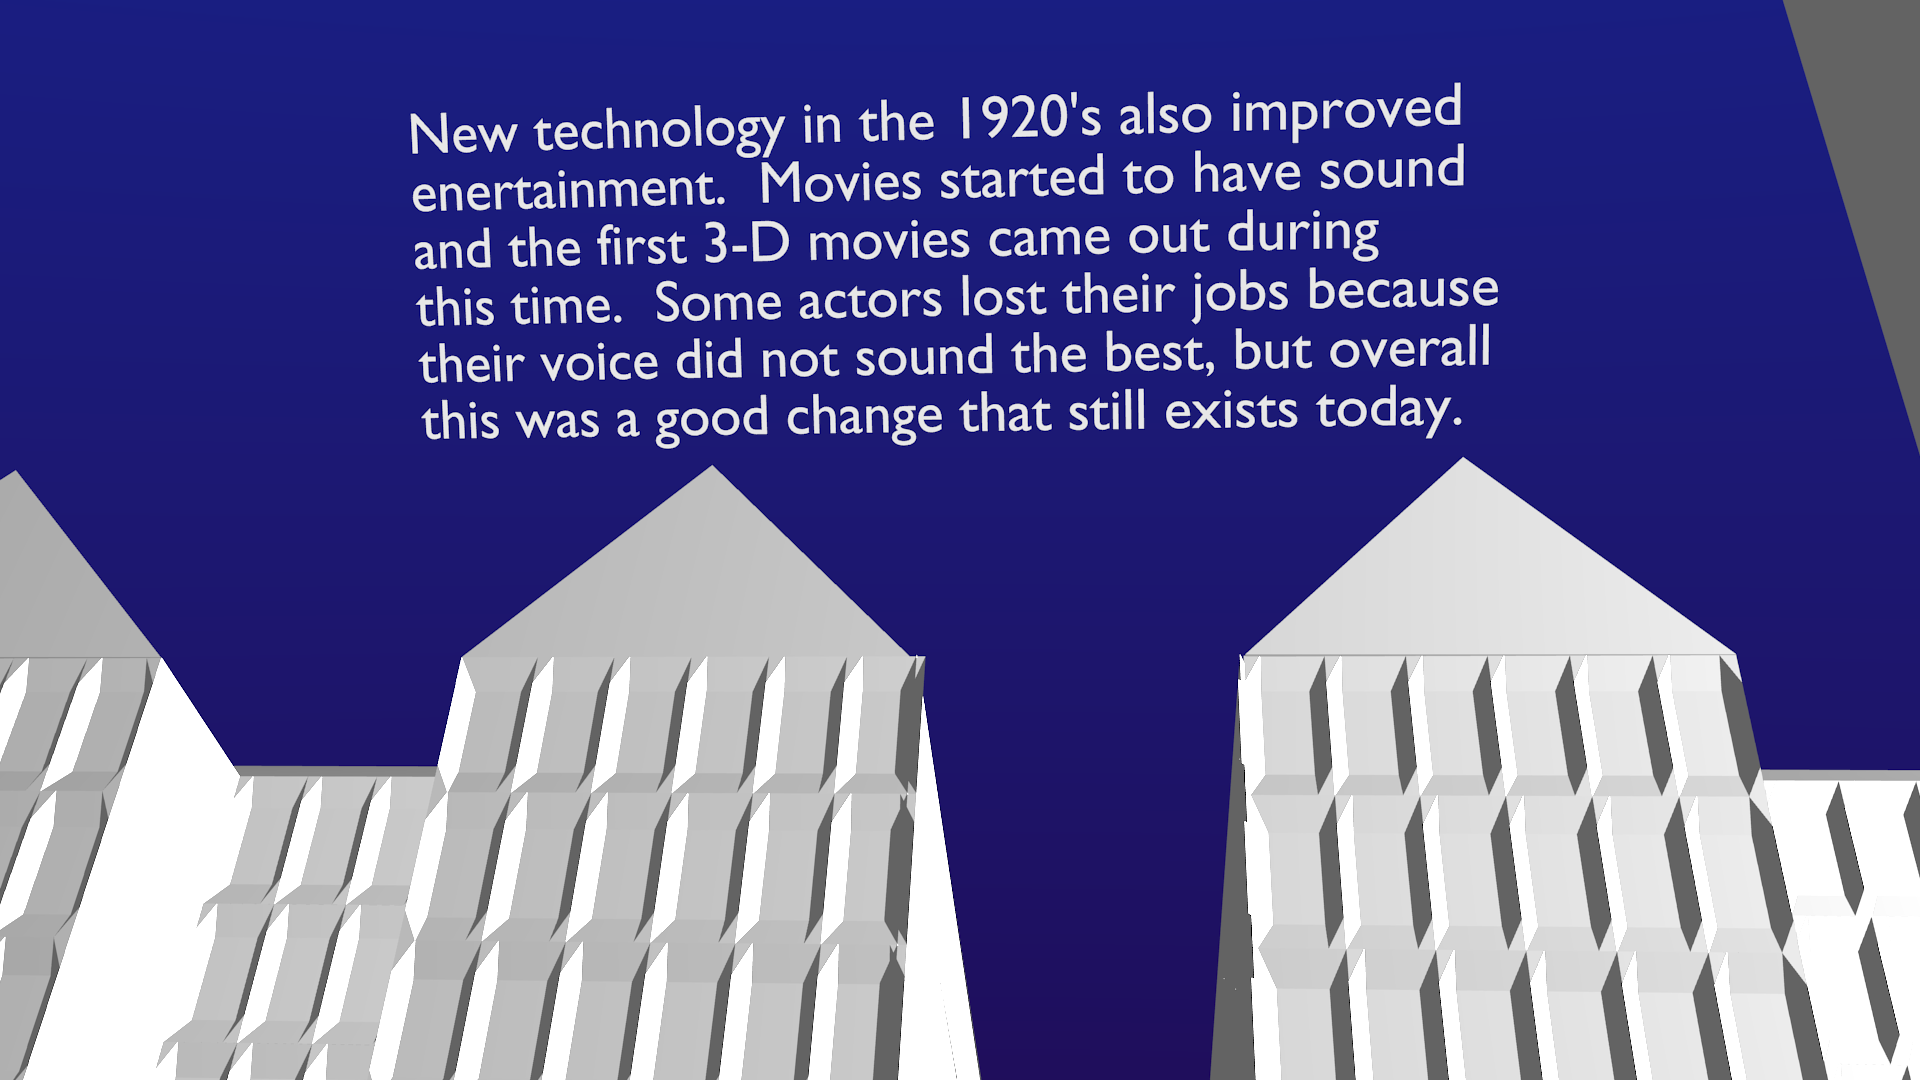 New technology in the 1920's also improved
enertainment.  Movies started to have sound
and the first 3-D movies came out during
this time.  Some actors lost their jobs because
their voice did not sound the best, but overall
this was a good change that still exists today.